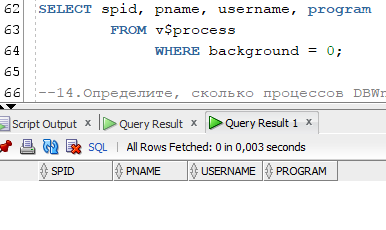 62 SELECT spid, pname, username, program
63 FROM v$process
64 WHERE background = 0;
65
66 --14.Определите, сколько процессов DBWn
Script Output x Query Result x Query Result 1 x
SQL | All Rows Fetched: 0 in 0,003 seconds
SPID PNAME USERNAME PROGRAM